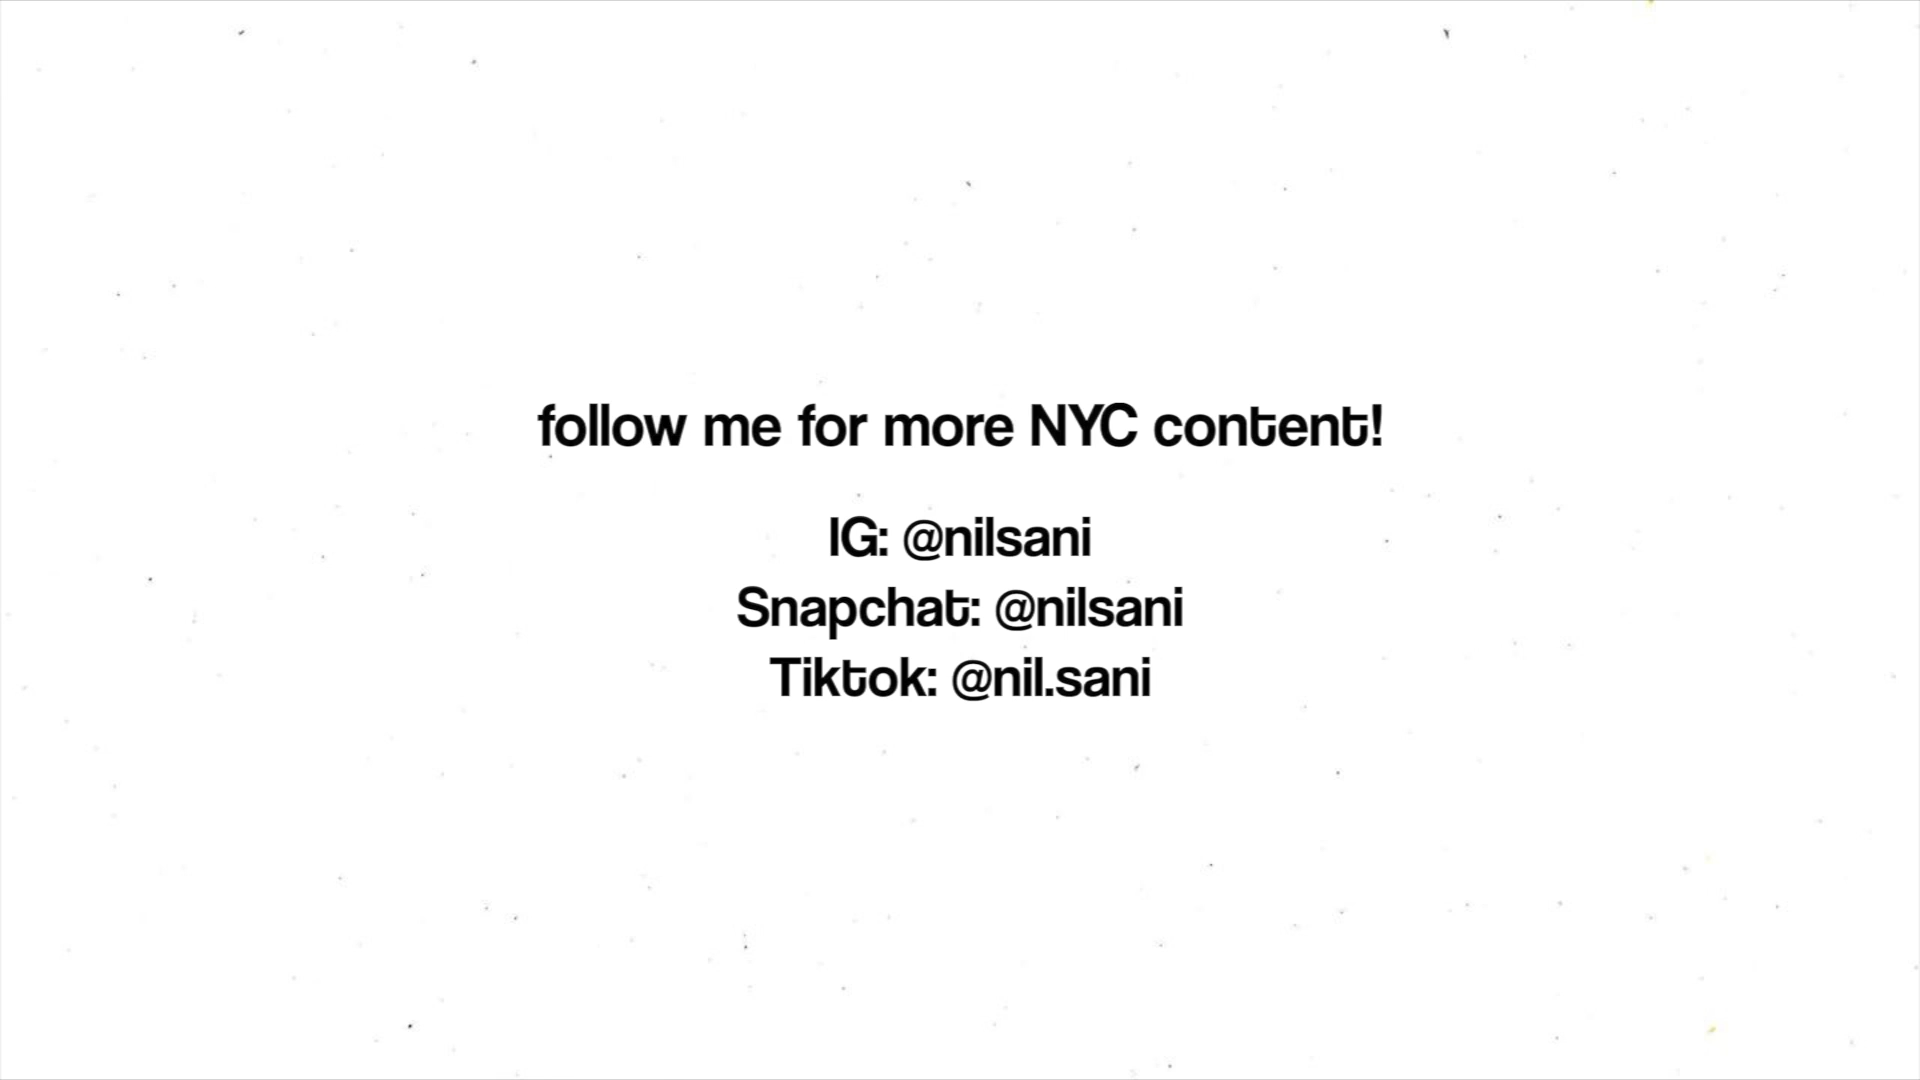 follow me for more NYC content!
IG: @nilsani
Snapchat: @nilsani
Tiktok: @nil.sani